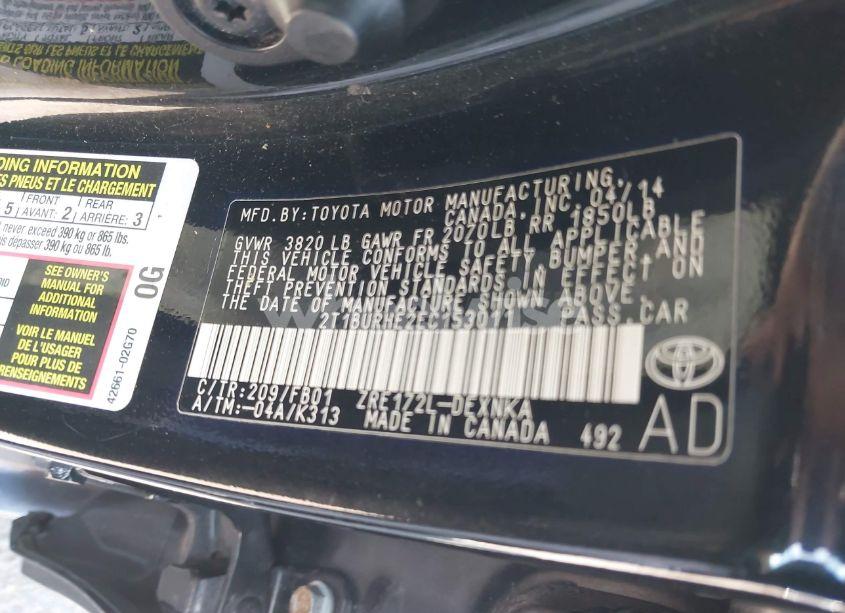 DING INFORMATION
ES PNEUS ET LE CHARGEMENT
5 FRONT AVANT: 2 REAR ARRIÈRE: 3
never exceed 390 kg or 865 lbs.
dépasser 390 kg ou 865 lb.
SEE OWNER'S
MANUAL FOR
ADDITIONAL
INFORMATION
VOIR LE MANUEL
DE L'USAGER
POUR PLUS DE
RENSEIGNEMENTS
0G
42661-02G70
MFD.BY:TOYOTA MOTOR MANUFACTURING,
CANADA, INC. 04/14
GVWR 3820 LB GAWR FR 2070LB, RR 1850LB
THIS VEHICLE CONFORMS TO ALL APPLICABLE
FEDERAL MOTOR VEHICLE SAFETY, BUMPER, AND
THEFT PREVENTION STANDARDS IN EFFECT ON
THE DATE OF MANUFACTURE SHOWN ABOVE.
2T1BURHE2EC153011 PASS.CAR
C/TR:209/FB01 ZRE172L-DEXNKA
A/TM:-04A/K313 MADE IN CANADA 492
AD